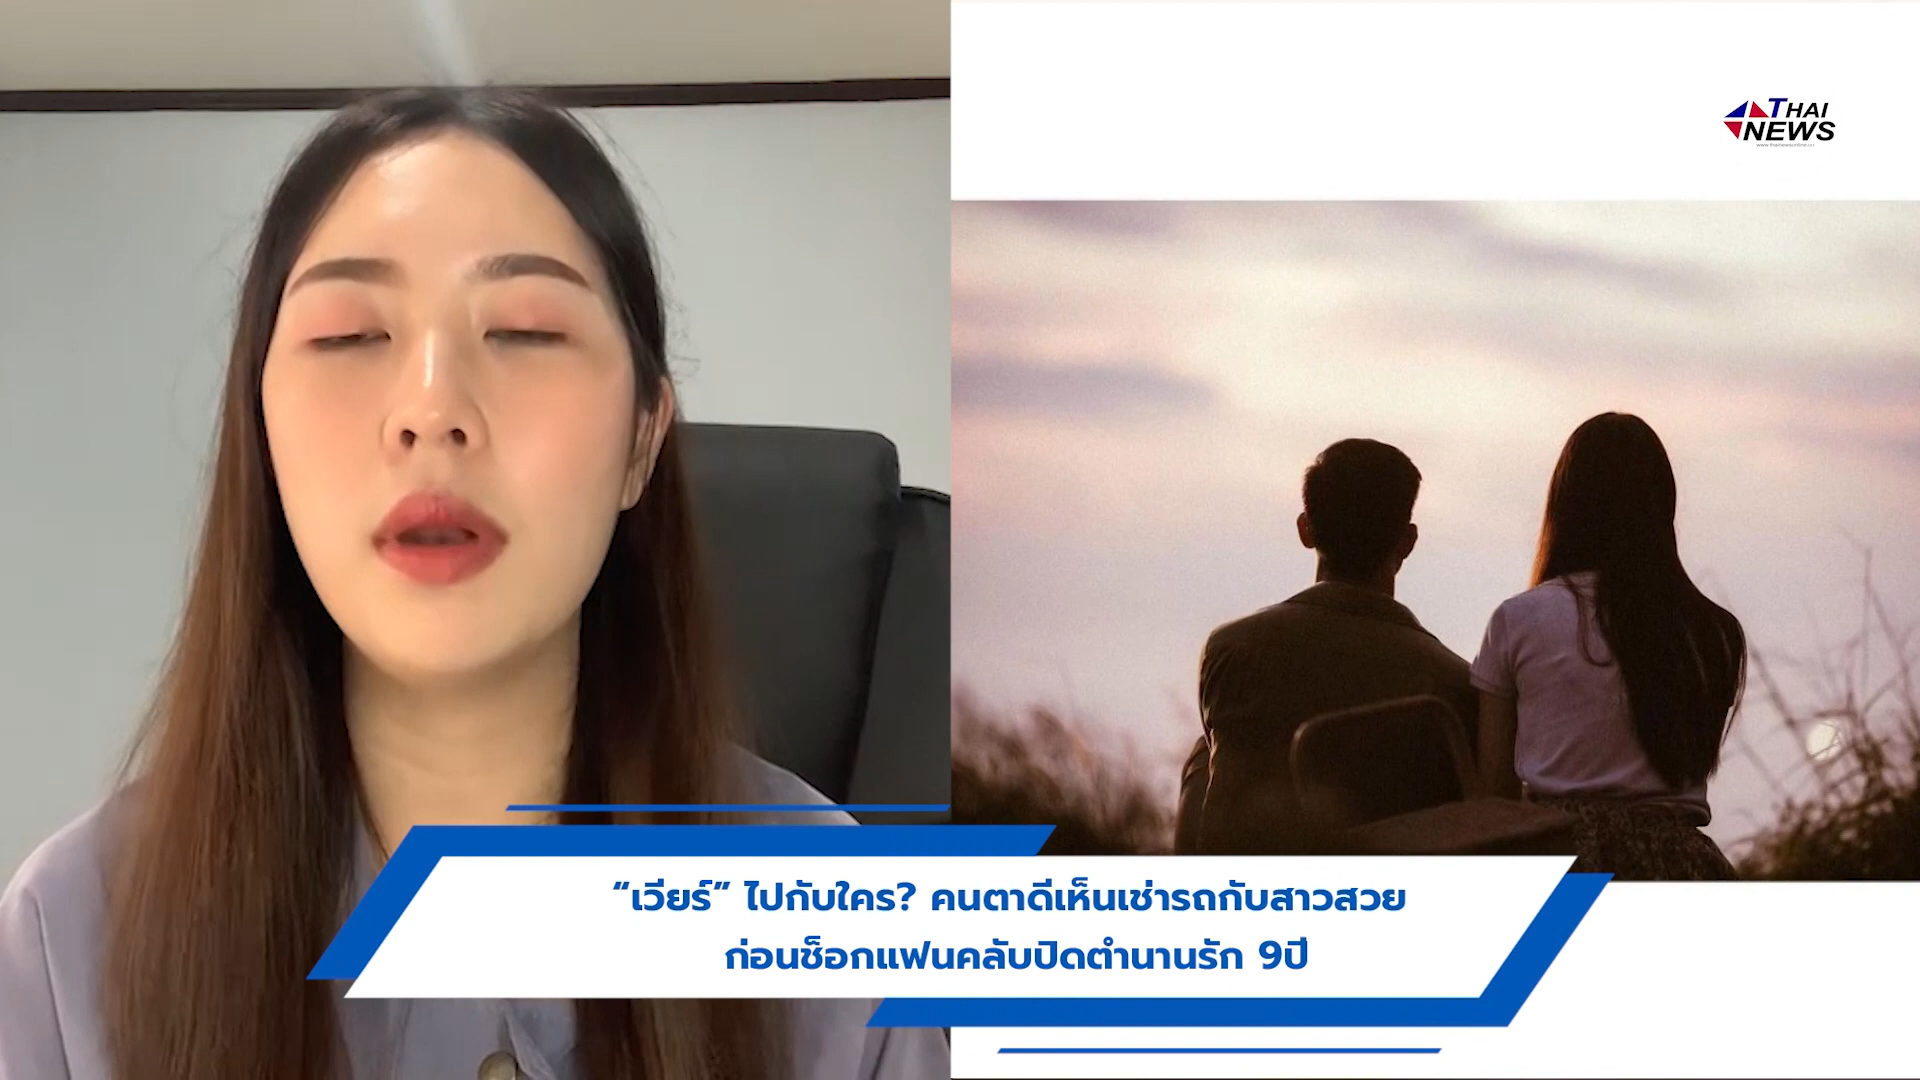 THAI
NEWS
www.thainewsonline.co
“เวียร์” ไปกับใคร? คนตาดีเห็นเช่ารถกับสาวสวย
ก่อนช็อกแฟนคลับปิดตำนานรัก 9ปี